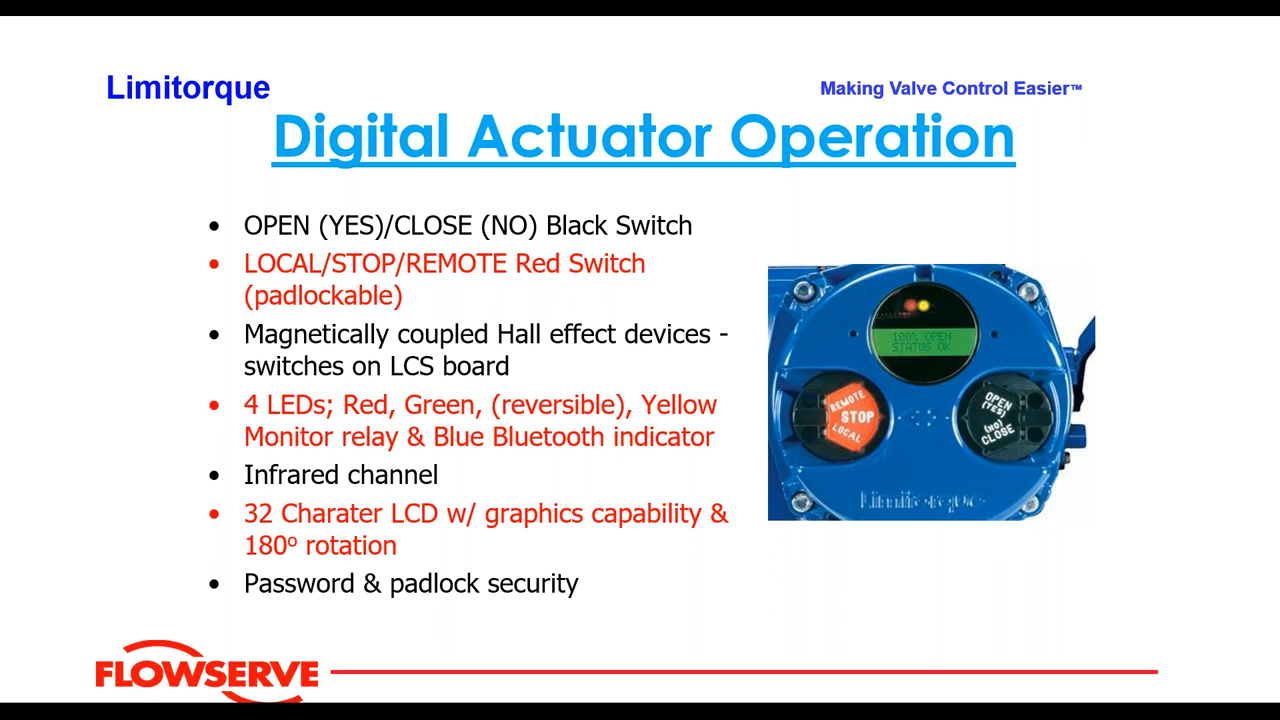 Limitorque
Making Valve Control Easier™
Digital Actuator Operation
• OPEN (YES)/CLOSE (NO) Black Switch
• LOCAL/STOP/REMOTE Red Switch
(padlockable)
• Magnetically coupled Hall effect devices -
switches on LCS board
• 4 LEDs; Red, Green, (reversible), Yellow
Monitor relay & Blue Bluetooth indicator
• Infrared channel
• 32 Charater LCD w/ graphics capability &
180º rotation
• Password & padlock security
100% OPEN
STATUS OK
REMOTE
STOP
LOCAL
OPEN
(YES)
(NO)
CLOSE
Limitorque
FLOWSERVE